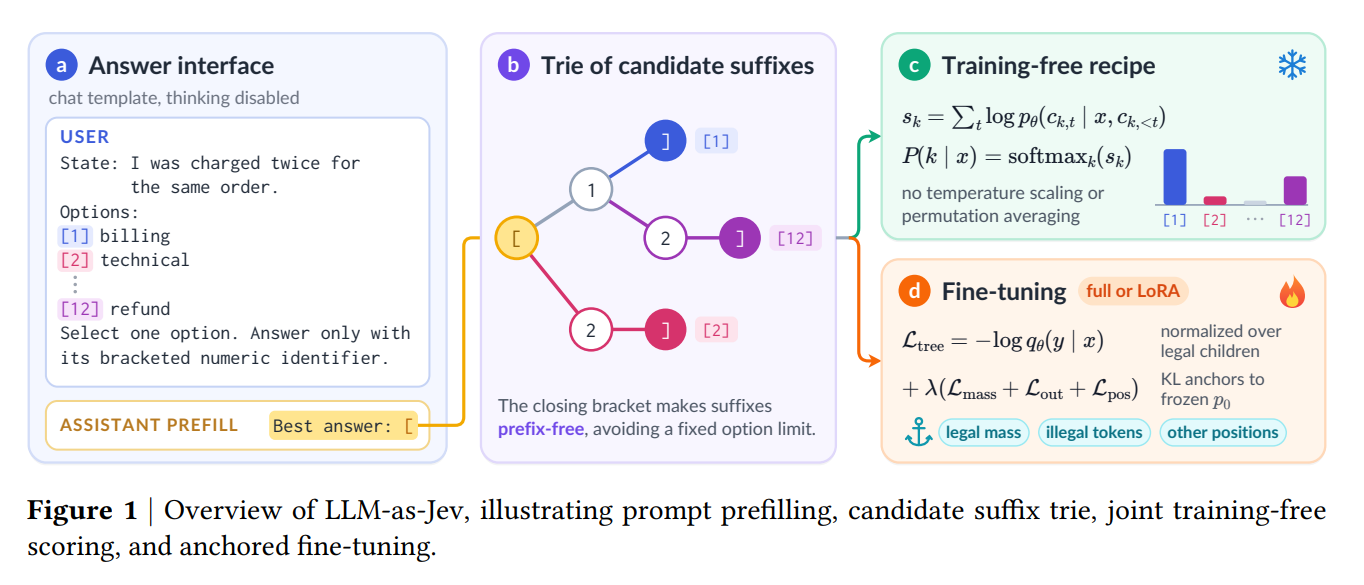 a Answer interface
chat template, thinking disabled
USER
State: I was charged twice for
the same order.
Options:
[1] billing
[2] technical
⋮
[12] refund
Select one option. Answer only with
its bracketed numeric identifier.
ASSISTANT PREFILL Best answer: [
b Trie of candidate suffixes
] [1]
1
[ 2 ] [12]
2 ] [2]
The closing bracket makes suffixes
prefix-free, avoiding a fixed option limit.
c Training-free recipe
s_k = ∑_t log p_θ(c_{k,t} | x, c_{k,<t})
P(k | x) = softmax_k(s_k)
no temperature scaling or
permutation averaging
[1] [2] ⋯ [12]
d Fine-tuning full or LoRA
ℒ_tree = −log q_θ(y | x)
normalized over
legal children
+ λ(ℒ_mass + ℒ_out + ℒ_pos)
KL anchors to
frozen p_0
legal mass illegal tokens other positions
Figure 1 | Overview of LLM-as-Jev, illustrating prompt prefilling, candidate suffix trie, joint training-free
scoring, and anchored fine-tuning.